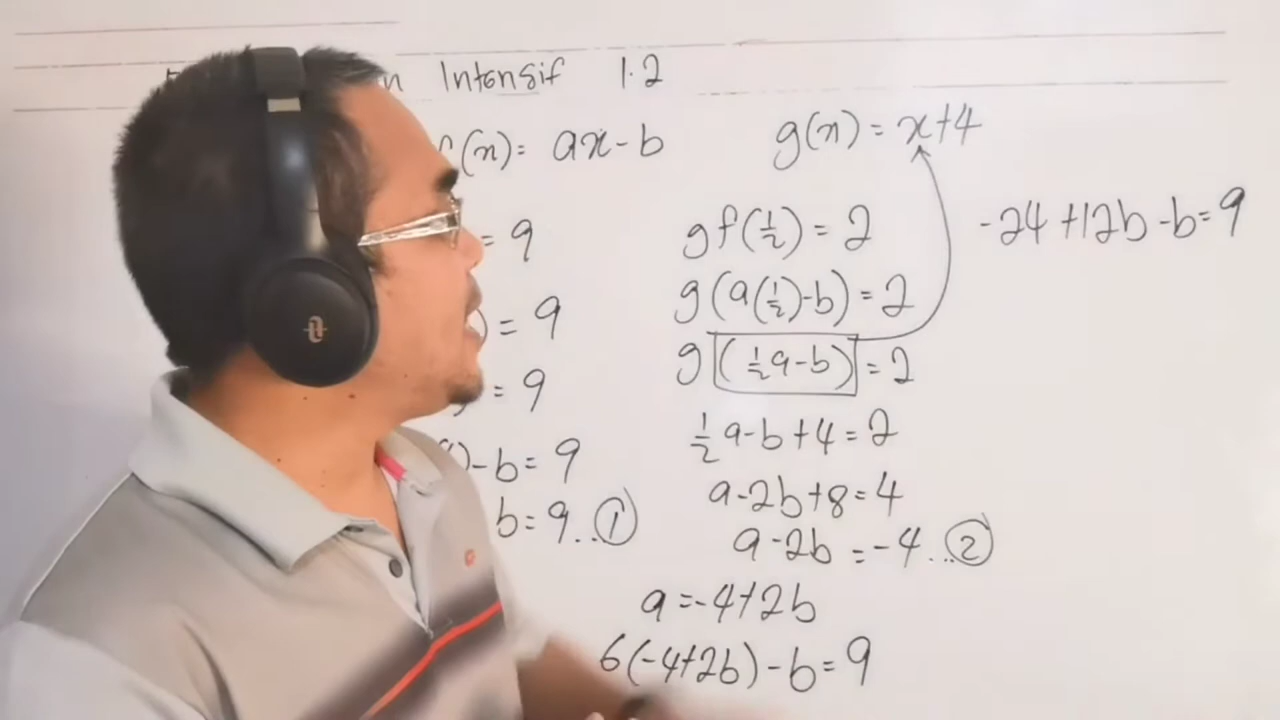 n Intensif 1.2
f(x) = ax - b
= 9
) = 9
) = 9
) - b = 9
b = 9 .. ①
g(x) = x + 4
gf(½) = 2
g(a(½) - b) = 2
g(½a - b) = 2
½a - b + 4 = 2
a - 2b + 8 = 4
a - 2b = -4 .. ②
a = -4 + 2b
6(-4 + 2b) - b = 9
-24 + 12b - b = 9